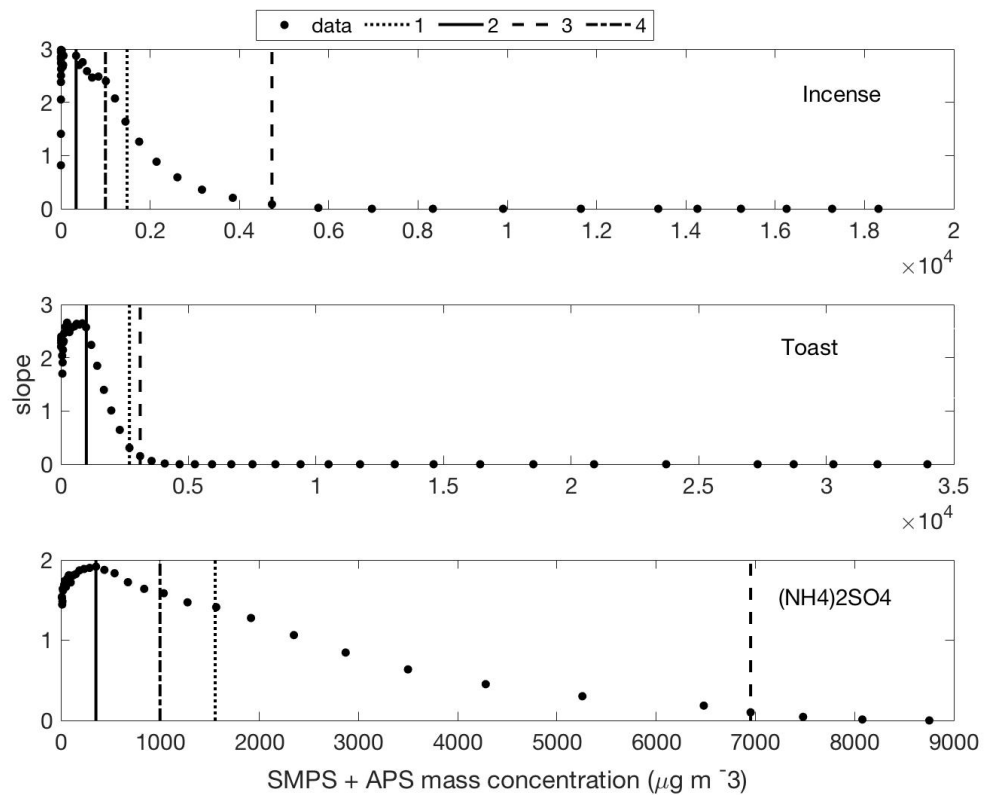 data 1 2 3 4
3
2
1
0
Incense
0 0.2 0.4 0.6 0.8 1 1.2 1.4 1.6 1.8 2
×10^4
3
2
1
0
Toast
slope
0 0.5 1 1.5 2 2.5 3 3.5
×10^4
2
1
0
(NH4)2SO4
0 1000 2000 3000 4000 5000 6000 7000 8000 9000
SMPS + APS mass concentration (μg m ⁻3)